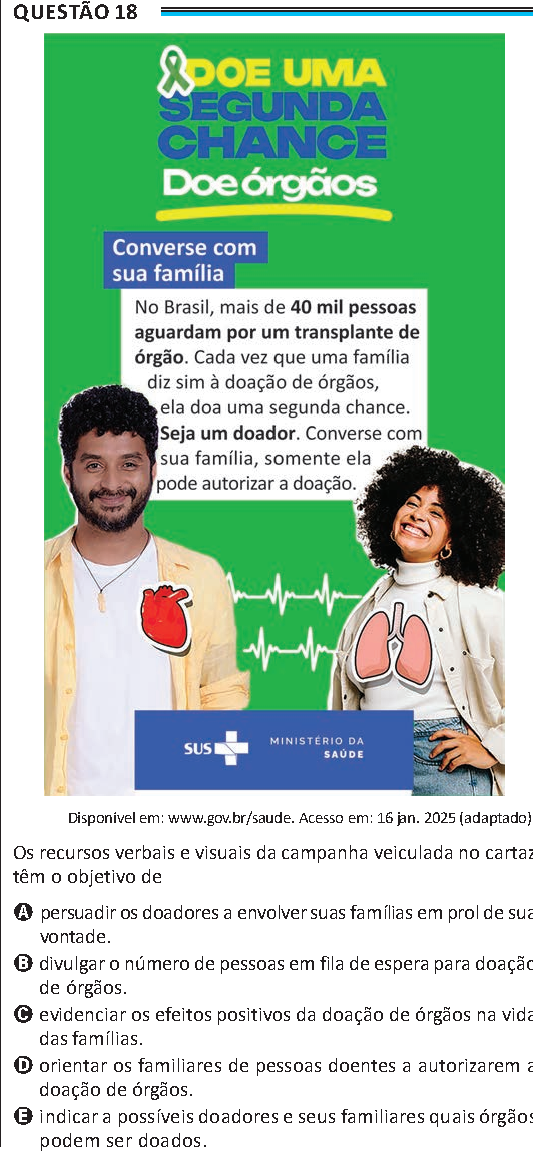 QUESTÃO 18
DOE UMA
SEGUNDA
CHANCE
Doe órgãos
Converse com
sua família
No Brasil, mais de 40 mil pessoas
aguardam por um transplante de
órgão. Cada vez que uma família
diz sim à doação de órgãos,
ela doa uma segunda chance.
Seja um doador. Converse com
sua família, somente ela
pode autorizar a doação.
SUS
MINISTÉRIO DA
SAÚDE
Disponível em: www.gov.br/saude. Acesso em: 16 jan. 2025 (adaptado)
Os recursos verbais e visuais da campanha veiculada no cartaz
têm o objetivo de
A persuadir os doadores a envolver suas famílias em prol de sua
vontade.
B divulgar o número de pessoas em fila de espera para doação
de órgãos.
C evidenciar os efeitos positivos da doação de órgãos na vida
das famílias.
D orientar os familiares de pessoas doentes a autorizarem a
doação de órgãos.
E indicar a possíveis doadores e seus familiares quais órgãos
podem ser doados.